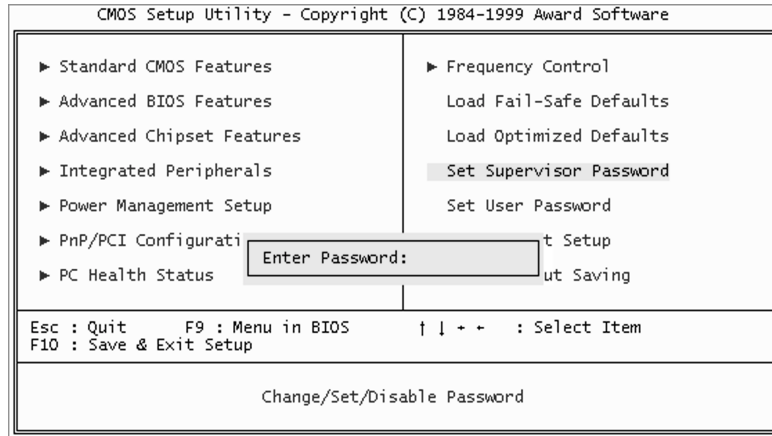 CMOS Setup Utility - Copyright (C) 1984-1999 Award Software
▶ Standard CMOS Features
▶ Advanced BIOS Features
▶ Advanced Chipset Features
▶ Integrated Peripherals
▶ Power Management Setup
▶ PnP/PCI Configurati
▶ PC Health Status
▶ Frequency Control
Load Fail-Safe Defaults
Load Optimized Defaults
Set Supervisor Password
Set User Password
t Setup
ut Saving
Enter Password:
Esc : Quit F9 : Menu in BIOS ↑ ↓ + ← : Select Item
F10 : Save & Exit Setup
Change/Set/Disable Password